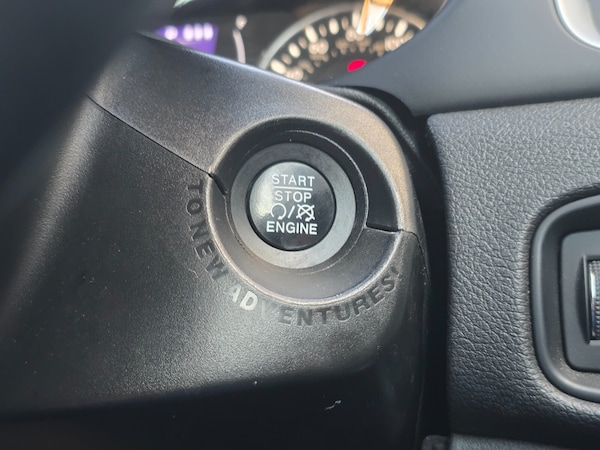 START
STOP
ENGINE
TO NEW ADVENTURES!